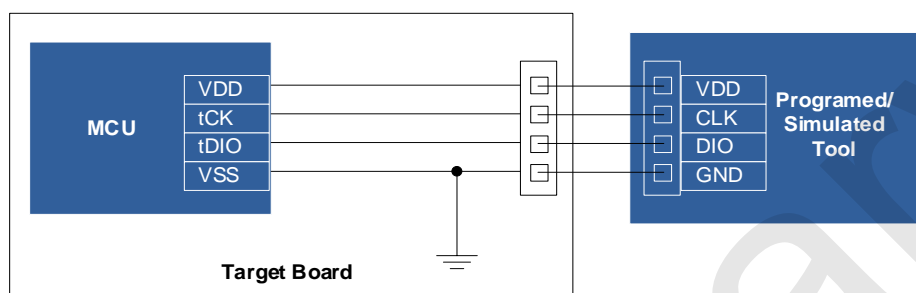 MCU
VDD
tCK
tDIO
VSS
Target Board
VDD
CLK
DIO
GND
Programed/
Simulated
Tool